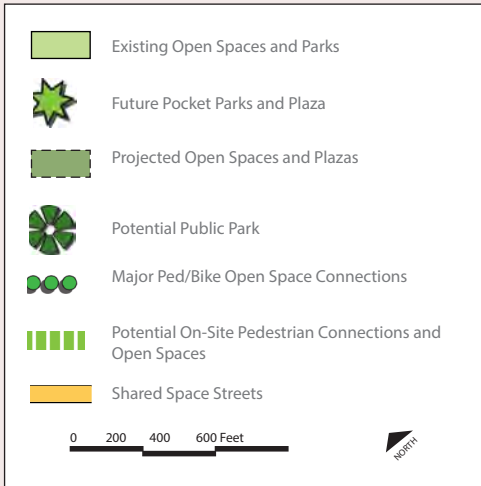 Existing Open Spaces and Parks
Future Pocket Parks and Plaza
Projected Open Spaces and Plazas
Potential Public Park
Major Ped/Bike Open Space Connections
Potential On-Site Pedestrian Connections and
Open Spaces
Shared Space Streets
0 200 400 600 Feet
NORTH